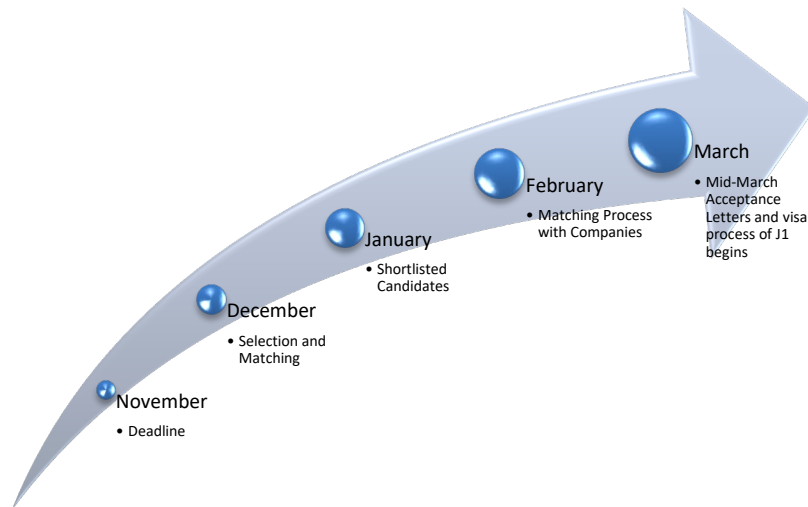 November
• Deadline
December
• Selection and
Matching
January
• Shortlisted
Candidates
February
• Matching Process
with Companies
March
• Mid-March
Acceptance
Letters and visa
process of J1
begins